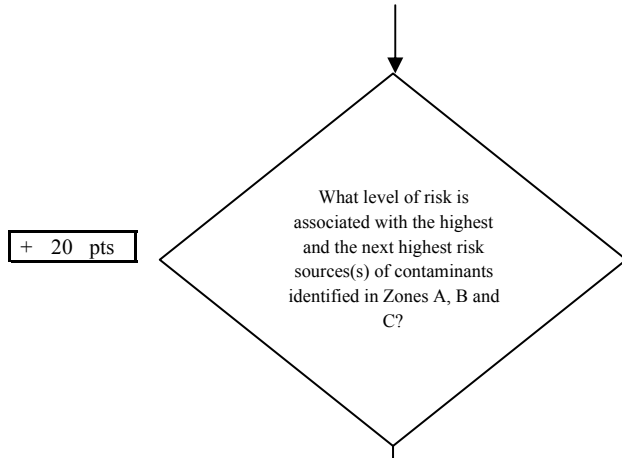 What level of risk is
associated with the highest
and the next highest risk
sources(s) of contaminants
identified in Zones A, B and
C?
+ 20 pts